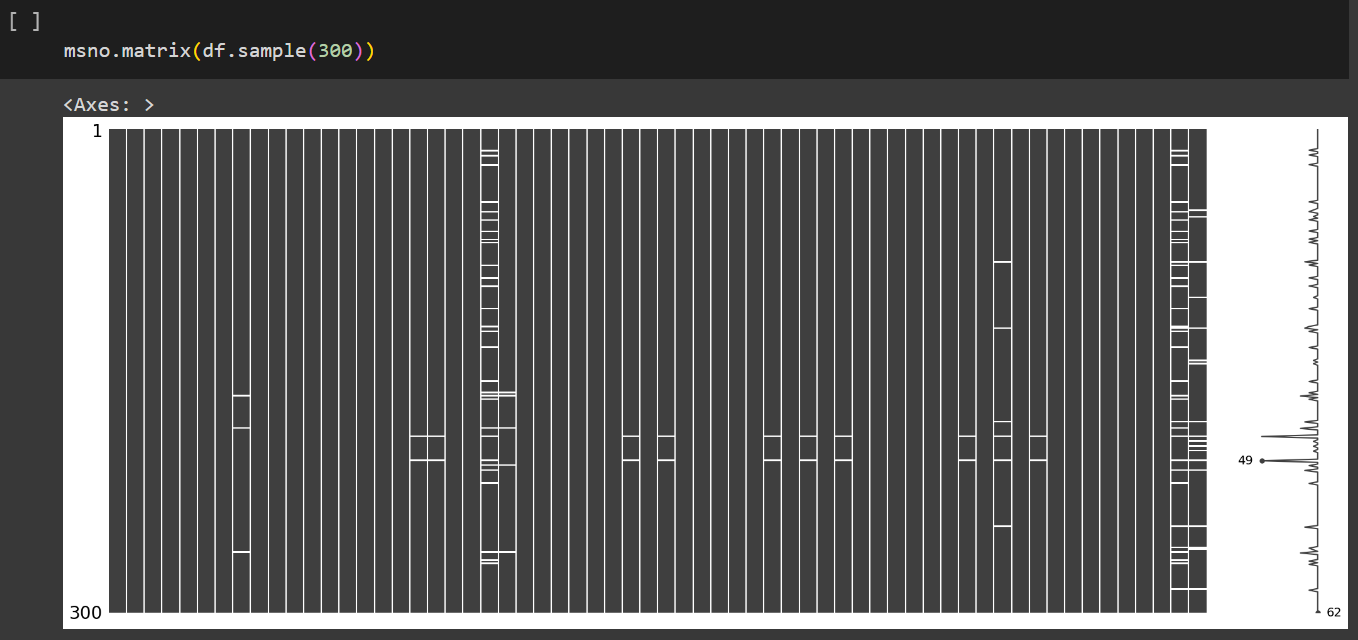 [ ]
msno.matrix(df.sample(300))
<Axes: >
1
49
300
62